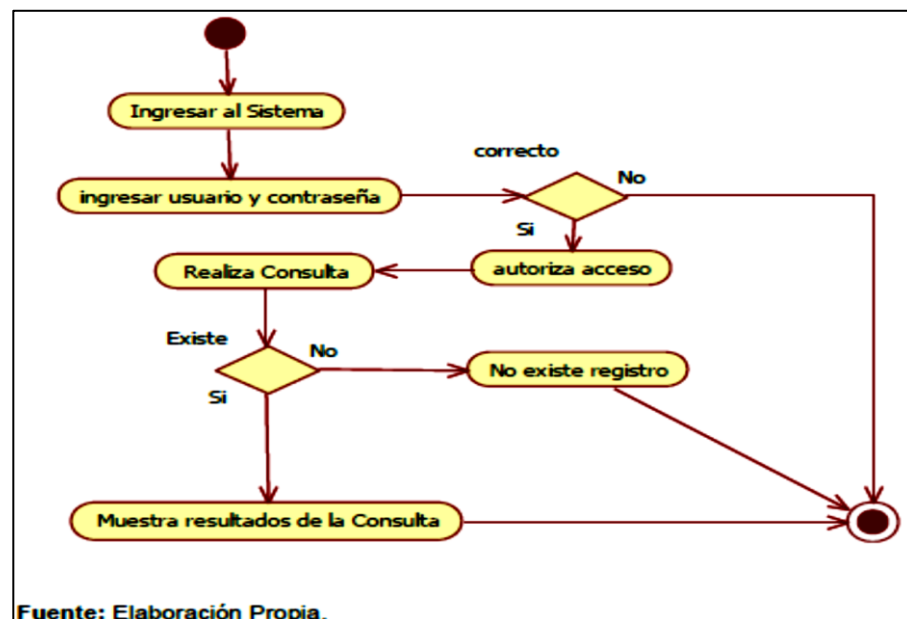 Ingresar al Sistema
correcto
ingresar usuario y contraseña
No
Si
Realiza Consulta
autoriza acceso
Existe
No
No existe registro
Si
Muestra resultados de la Consulta
Fuente: Elaboración Propia.